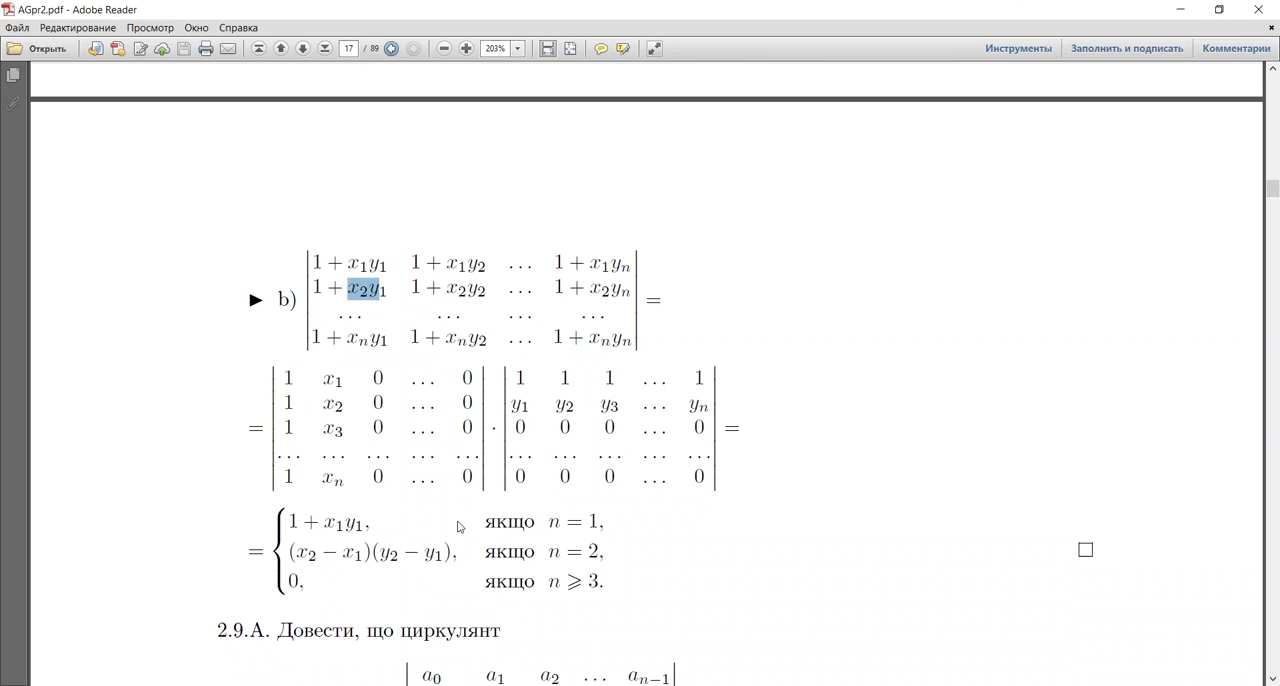 AGpr2.pdf - Adobe Reader
Файл Редактирование Просмотр Окно Справка
Открыть 17 / 89 203% Инструменты Заполнить и подписать Комментарии
1 + x₁y₁ 1 + x₁y₂ ... 1 + x₁yₙ
► b) 1 + x₂y₁ 1 + x₂y₂ ... 1 + x₂yₙ =
... ... ... ...
1 + xₙy₁ 1 + xₙy₂ ... 1 + xₙyₙ
1 x₁ 0 ... 0 1 1 1 ... 1
1 x₂ 0 ... 0 y₁ y₂ y₃ ... yₙ
= 1 x₃ 0 ... 0 · 0 0 0 ... 0 =
... ... ... ... ... ... ... ... ... ...
1 xₙ 0 ... 0 0 0 0 ... 0
1 + x₁y₁, якщо n = 1,
= { (x₂ − x₁)(y₂ − y₁), якщо n = 2, □
0, якщо n ⩾ 3.
2.9.A. Довести, що циркулянт
a₀ a₁ a₂ ... aₙ₋₁